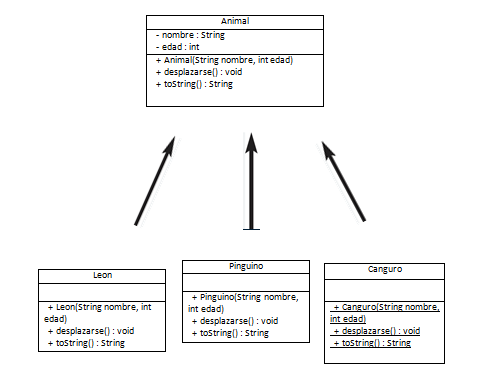 Animal
- nombre : String
- edad : int
+ Animal(String nombre, int edad)
+ desplazarse() : void
+ toString() : String
Leon
+ Leon(String nombre, int
edad)
+ desplazarse() : void
+ toString() : String
Pinguino
+ Pinguino(String nombre,
int edad)
+ desplazarse() : void
+ toString() : String
Canguro
+ Canguro(String nombre,
int edad)
+ desplazarse() : void
+ toString() : String